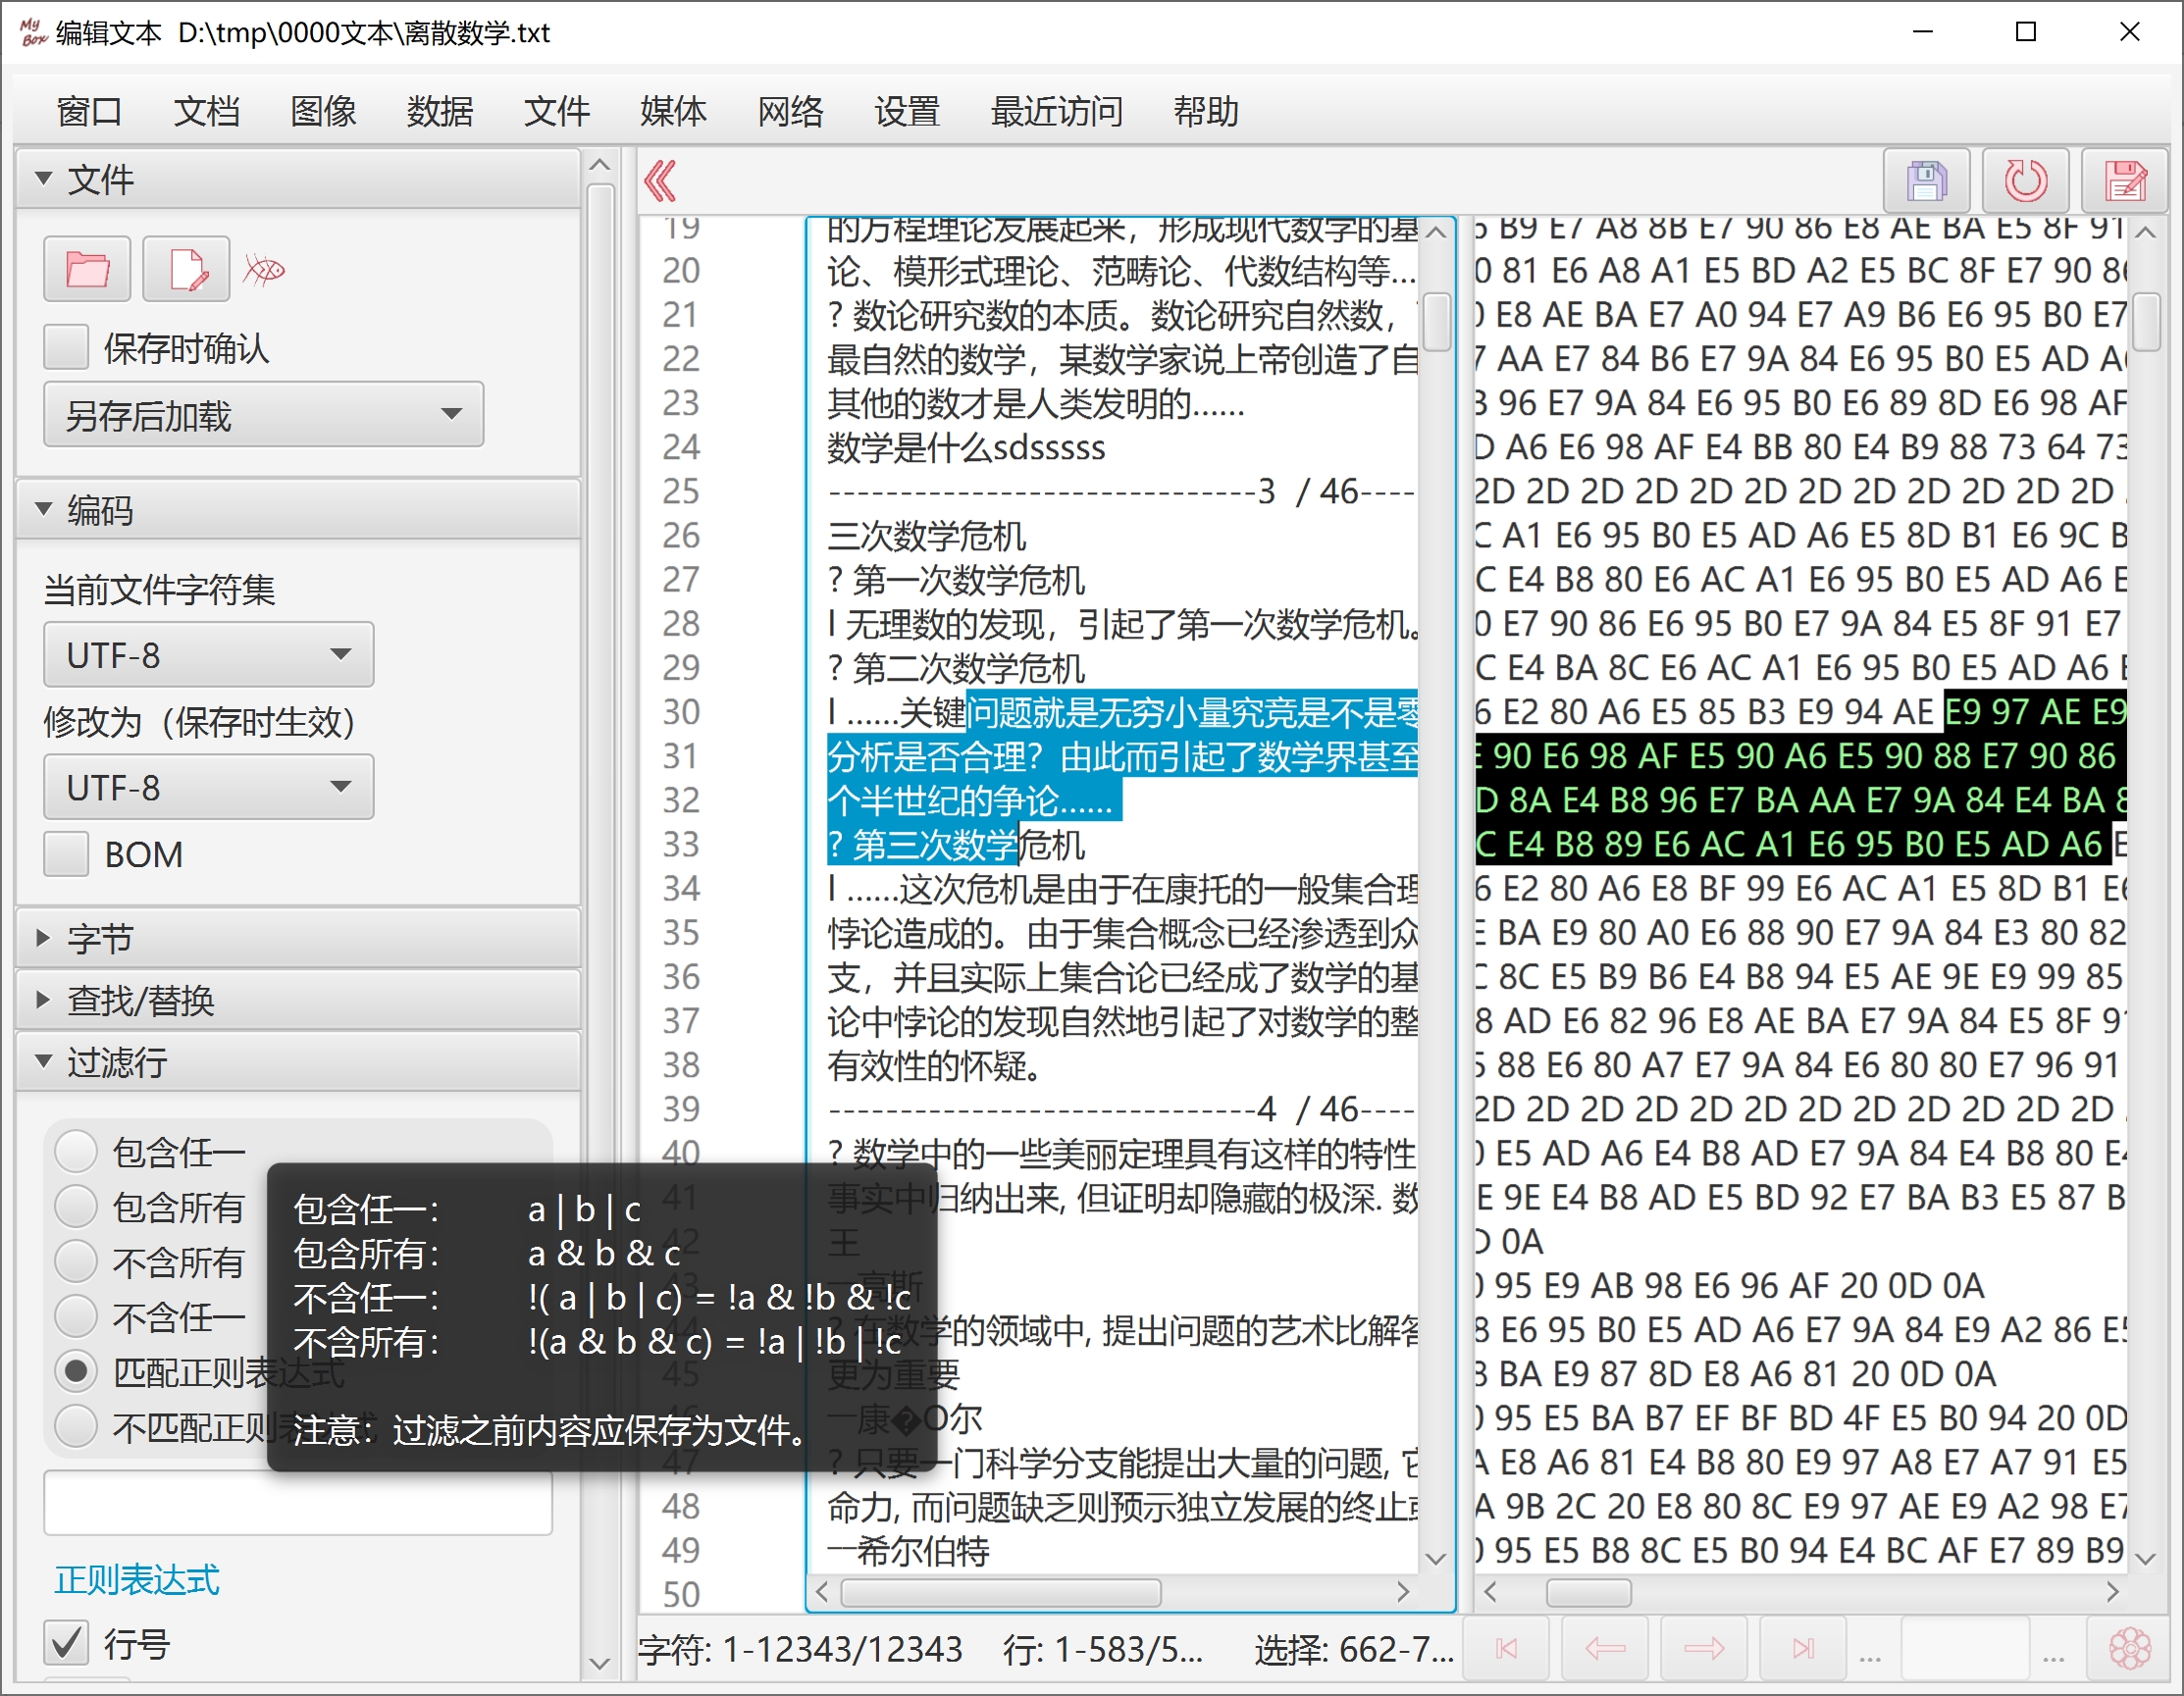 My Box 编辑文本 D:\tmp\0000文本\离散数学.txt
窗口 文档 图像 数据 文件 媒体 网络 设置 最近访问 帮助
文件
保存时确认
另存后加载
编码
当前文件字符集
UTF-8
修改为（保存时生效）
UTF-8
BOM
字节
查找/替换
过滤行
包含任一
包含所有
不含所有
不含任一
匹配正则表达式
不匹配正则表达式
正则表达式
行号
包含任一： a | b | c
包含所有： a & b & c
不含任一： !( a | b | c) = !a & !b & !c
不含所有： !(a & b & c) = !a | !b | !c
注意：过滤之前内容应保存为文件。
19 的方程理论发展起来，形成现代数学的基
20 论、模形式理论、范畴论、代数结构等...
21 ? 数论研究数的本质。数论研究自然数，
22 最自然的数学，某数学家说上帝创造了自
23 其他的数才是人类发明的......
24 数学是什么sdsssss
25 ------------------------------3 / 46----
26 三次数学危机
27 ? 第一次数学危机
28 l 无理数的发现，引起了第一次数学危机。
29 ? 第二次数学危机
30 l ......关键问题就是无穷小量究竟是不是零
31 分析是否合理？由此而引起了数学界甚至
32 个半世纪的争论......
33 ? 第三次数学危机
34 l ......这次危机是由于在康托的一般集合理
35 悖论造成的。由于集合概念已经渗透到众
36 支，并且实际上集合论已经成了数学的基
37 论中悖论的发现自然地引起了对数学的整
38 有效性的怀疑。
39 ------------------------------4 / 46----
40 ? 数学中的一些美丽定理具有这样的特性
41 事实中归纳出来, 但证明却隐藏的极深. 数
42 王
43 —高斯
44 ? 在数学的领域中, 提出问题的艺术比解答
45 更为重要
46 —康�O尔
47 ? 只要一门科学分支能提出大量的问题, 它
48 命力, 而问题缺乏则预示独立发展的终止或
49 —希尔伯特
50
B9 E7 A8 8B E7 90 86 E8 AE BA E5 8F 91
0 81 E6 A8 A1 E5 BD A2 E5 BC 8F E7 90 86
E8 AE BA E7 A0 94 E7 A9 B6 E6 95 B0 E7
AA E7 84 B6 E7 9A 84 E6 95 B0 E5 AD A6
96 E7 9A 84 E6 95 B0 E6 89 8D E6 98 AF
A6 E6 98 AF E4 BB 80 E4 B9 88 73 64 73
2D 2D 2D 2D 2D 2D 2D 2D 2D 2D 2D 2D
C A1 E6 95 B0 E5 AD A6 E5 8D B1 E6 9C B
C E4 B8 80 E6 AC A1 E6 95 B0 E5 AD A6 E
0 E7 90 86 E6 95 B0 E7 9A 84 E5 8F 91 E7
C E4 BA 8C E6 AC A1 E6 95 B0 E5 AD A6 E
6 E2 80 A6 E5 85 B3 E9 94 AE E9 97 AE E9
90 E6 98 AF E5 90 A6 E5 90 88 E7 90 86
D 8A E4 B8 96 E7 BA AA E7 9A 84 E4 BA 8
C E4 B8 89 E6 AC A1 E6 95 B0 E5 AD A6 E
6 E2 80 A6 E8 BF 99 E6 AC A1 E5 8D B1 E6
E BA E9 80 A0 E6 88 90 E7 9A 84 E3 80 82
C 8C E5 B9 B6 E4 B8 94 E5 AE 9E E9 99 85
8 AD E6 82 96 E8 AE BA E7 9A 84 E5 8F 91
88 E6 80 A7 E7 9A 84 E6 80 80 E7 96 91
2D 2D 2D 2D 2D 2D 2D 2D 2D 2D 2D 2D
E5 AD A6 E4 B8 AD E7 9A 84 E4 B8 80 E4
E 9E E4 B8 AD E5 BD 92 E7 BA B3 E5 87 B
D 0A
95 E9 AB 98 E6 96 AF 20 0D 0A
8 E6 95 B0 E5 AD A6 E7 9A 84 E9 A2 86 E5
BA E9 87 8D E8 A6 81 20 0D 0A
95 E5 BA B7 EF BF BD 4F E5 B0 94 20 0D
A E8 A6 81 E4 B8 80 E9 97 A8 E7 A7 91 E5
A 9B 2C 20 E8 80 8C E9 97 AE E9 A2 98 E7
95 E5 B8 8C E5 B0 94 E4 BC AF E7 89 B9
字符: 1-12343/12343 行: 1-583/5... 选择: 662-7... ... ...